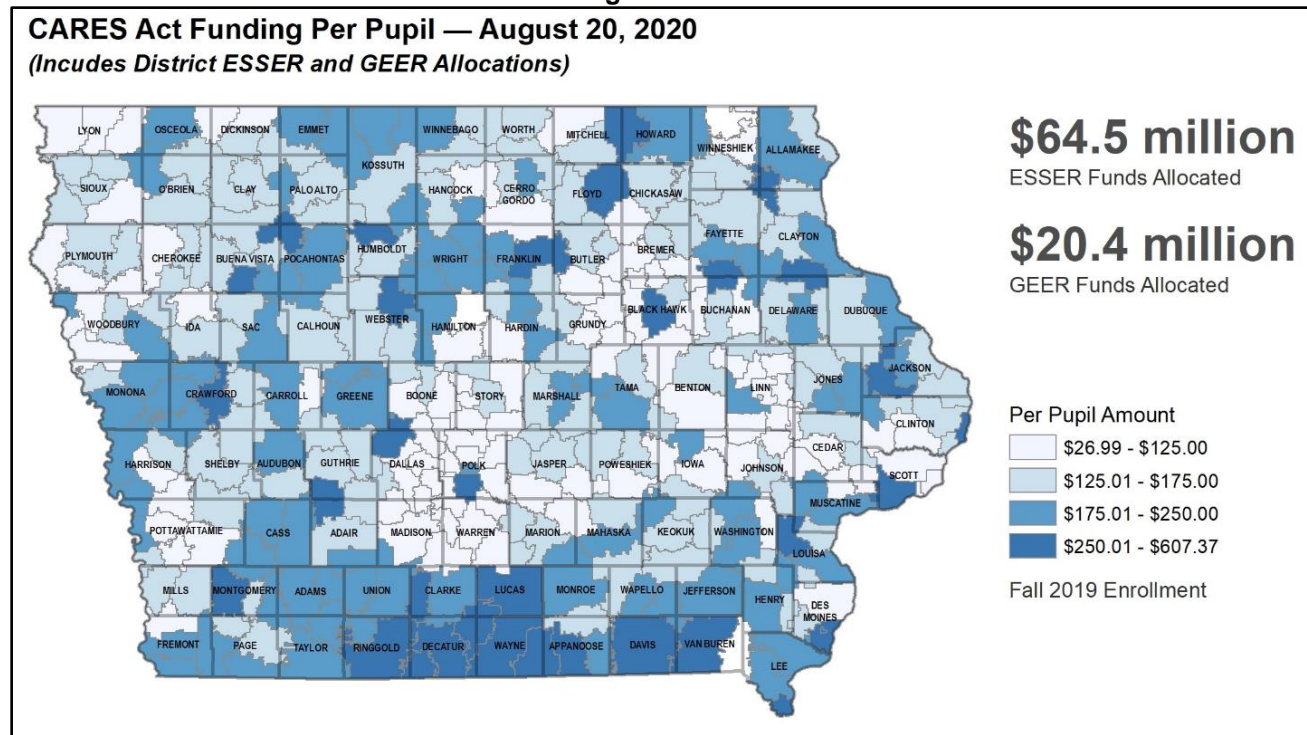 CARES Act Funding Per Pupil — August 20, 2020
(Incudes District ESSER and GEER Allocations)
LYON
OSCEOLA
DICKINSON
EMMET
WINNEBAGO
WORTH
MITCHELL
HOWARD
WINNESHIEK
ALLAMAKEE
KOSSUTH
SIOUX
O'BRIEN
CLAY
PALO ALTO
HANCOCK
CERRO
GORDO
FLOYD
CHICKASAW
PLYMOUTH
CHEROKEE
BUENA VISTA
POCAHONTAS
HUMBOLDT
WRIGHT
FRANKLIN
BUTLER
BREMER
FAYETTE
CLAYTON
WOODBURY
IDA
SAC
CALHOUN
WEBSTER
HAMILTON
HARDIN
GRUNDY
BLACK HAWK
BUCHANAN
DELAWARE
DUBUQUE
MONONA
CRAWFORD
CARROLL
GREENE
BOONE
STORY
MARSHALL
TAMA
BENTON
LINN
JONES
JACKSON
CLINTON
HARRISON
SHELBY
AUDUBON
GUTHRIE
DALLAS
POLK
JASPER
POWESHIEK
IOWA
JOHNSON
CEDAR
SCOTT
MUSCATINE
POTTAWATTAMIE
CASS
ADAIR
MADISON
WARREN
MARION
MAHASKA
KEOKUK
WASHINGTON
LOUISA
MILLS
MONTGOMERY
ADAMS
UNION
CLARKE
LUCAS
MONROE
WAPELLO
JEFFERSON
HENRY
DES
MOINES
FREMONT
PAGE
TAYLOR
RINGGOLD
DECATUR
WAYNE
APPANOOSE
DAVIS
VAN BUREN
LEE
$64.5 million
ESSER Funds Allocated
$20.4 million
GEER Funds Allocated
Per Pupil Amount
$26.99 - $125.00
$125.01 - $175.00
$175.01 - $250.00
$250.01 - $607.37
Fall 2019 Enrollment